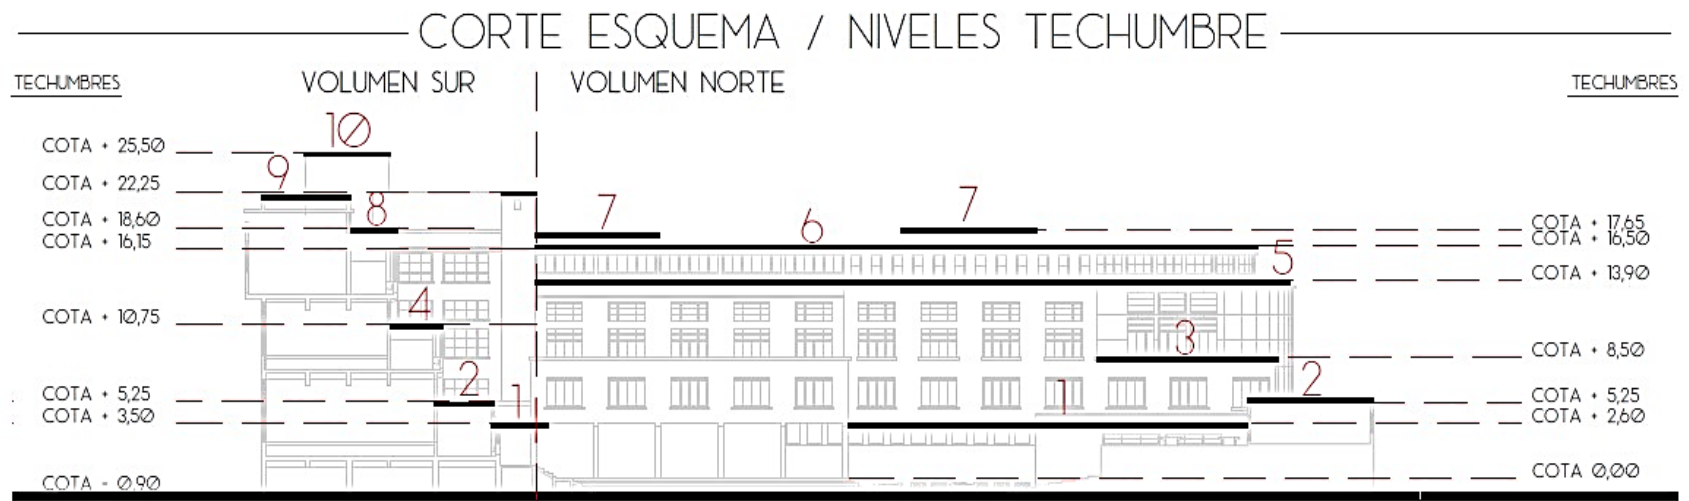 CORTE ESQUEMA / NIVELES TECHUMBRE
TECHUMBRES
VOLUMEN SUR
VOLUMEN NORTE
TECHUMBRES
COTA + 25,50
COTA + 22,25
COTA + 18,60
COTA + 16,15
COTA + 10,75
COTA + 5,25
COTA + 3,50
COTA - 0,90
10
9
8
7
7
6
5
4
3
2
1
1
2
COTA + 17,65
COTA + 16,50
COTA + 13,90
COTA + 8,50
COTA + 5,25
COTA + 2,60
COTA 0,00